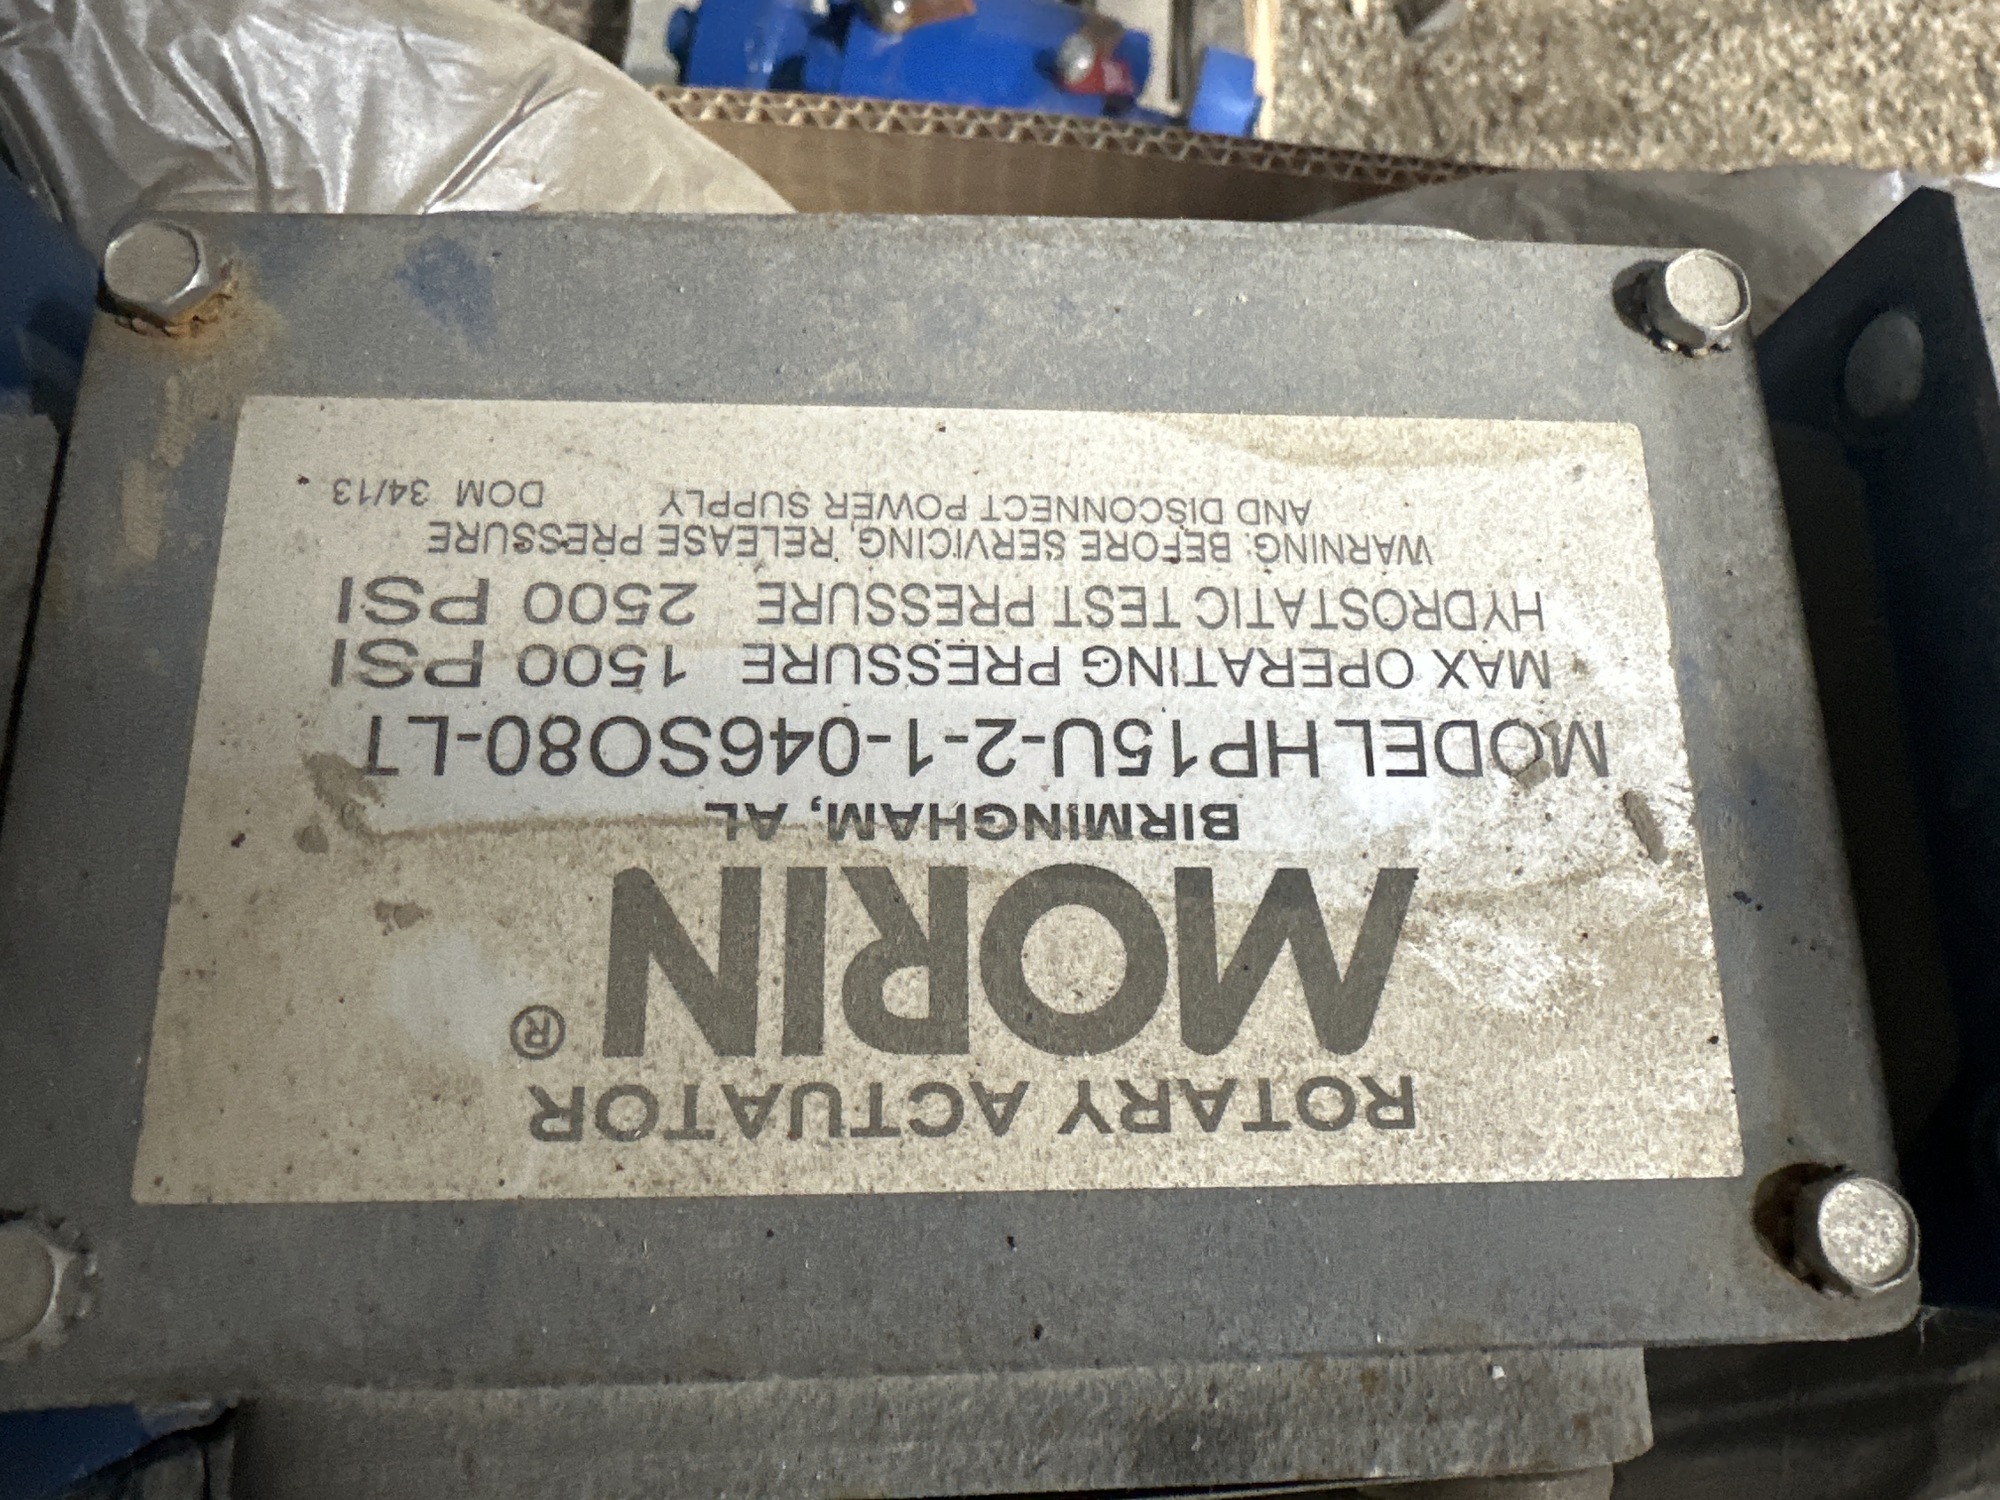 ROTARY ACTUATOR
MORIN ®
BIRMINGHAM, AL
MODEL HP15U-2-1-046SO80-LT
MAX OPERATING PRESSURE 1500 PSI
HYDROSTATIC TEST PRESSURE 2500 PSI
WARNING: BEFORE SERVICING, RELEASE PRESSURE
AND DISCONNECT POWER SUPPLY DOM 34/13